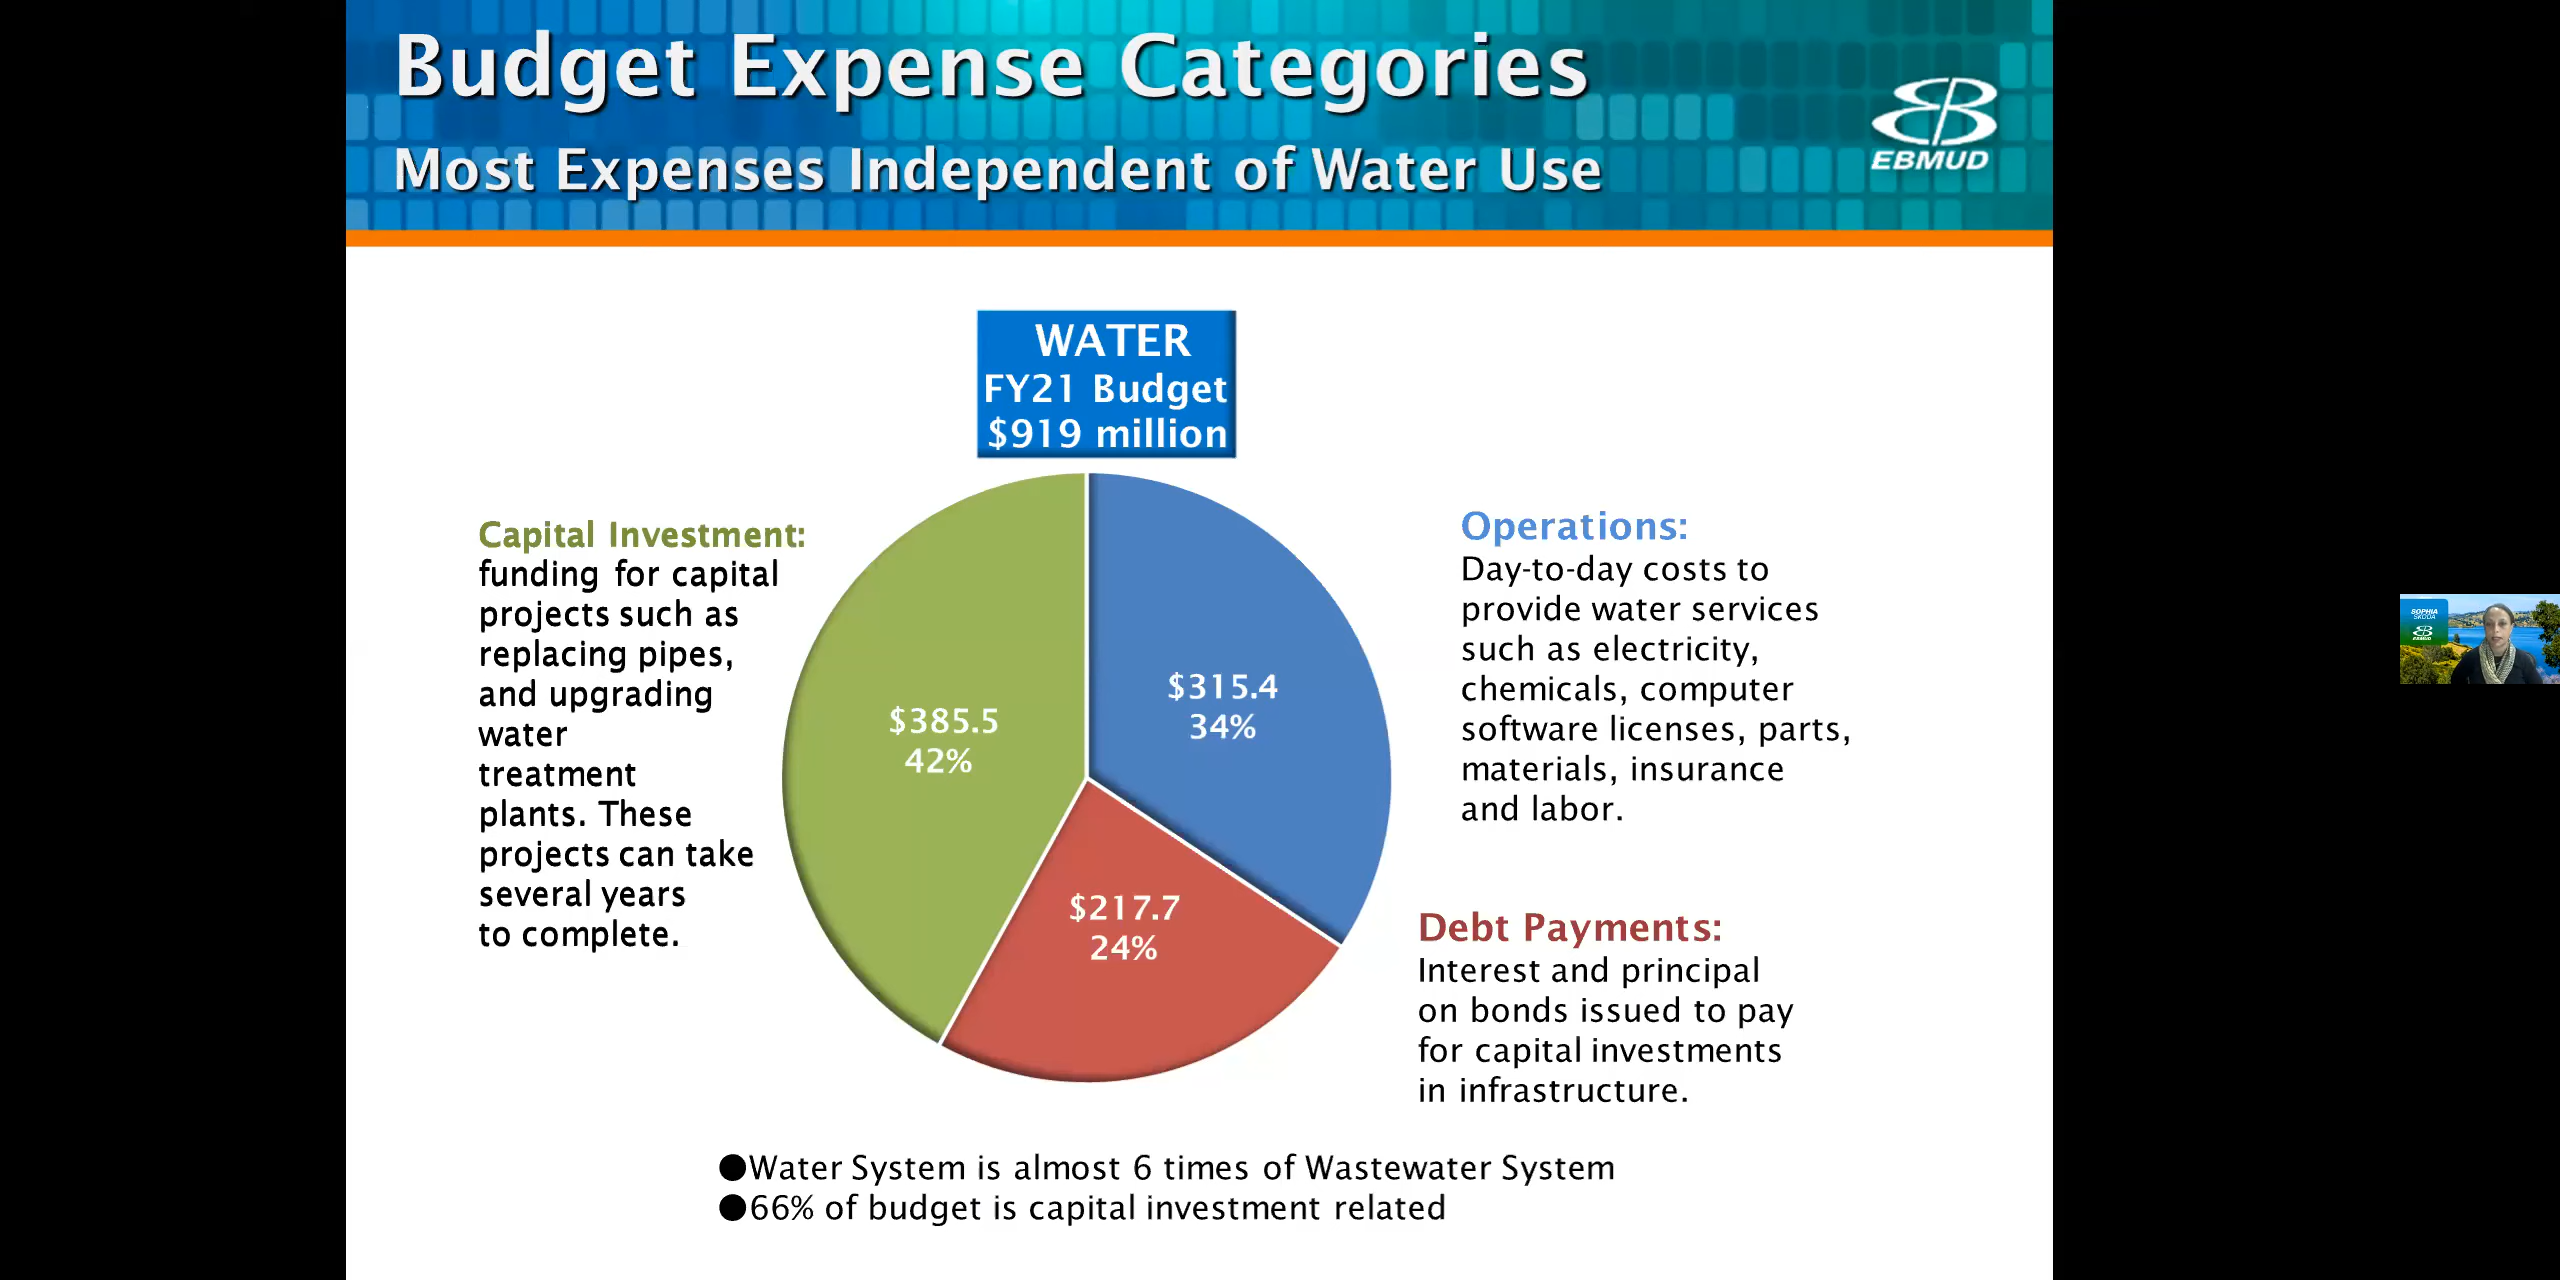 Budget Expense Categories
Most Expenses Independent of Water Use
EBMUD
WATER
FY21 Budget
$919 million
Capital Investment:
funding for capital
projects such as
replacing pipes,
and upgrading
water
treatment
plants. These
projects can take
several years
to complete.
$385.5
42%
$315.4
34%
$217.7
24%
Operations:
Day-to-day costs to
provide water services
such as electricity,
chemicals, computer
software licenses, parts,
materials, insurance
and labor.
Debt Payments:
Interest and principal
on bonds issued to pay
for capital investments
in infrastructure.
●Water System is almost 6 times of Wastewater System
●66% of budget is capital investment related
SOPHIA
SKODA
EBMUD